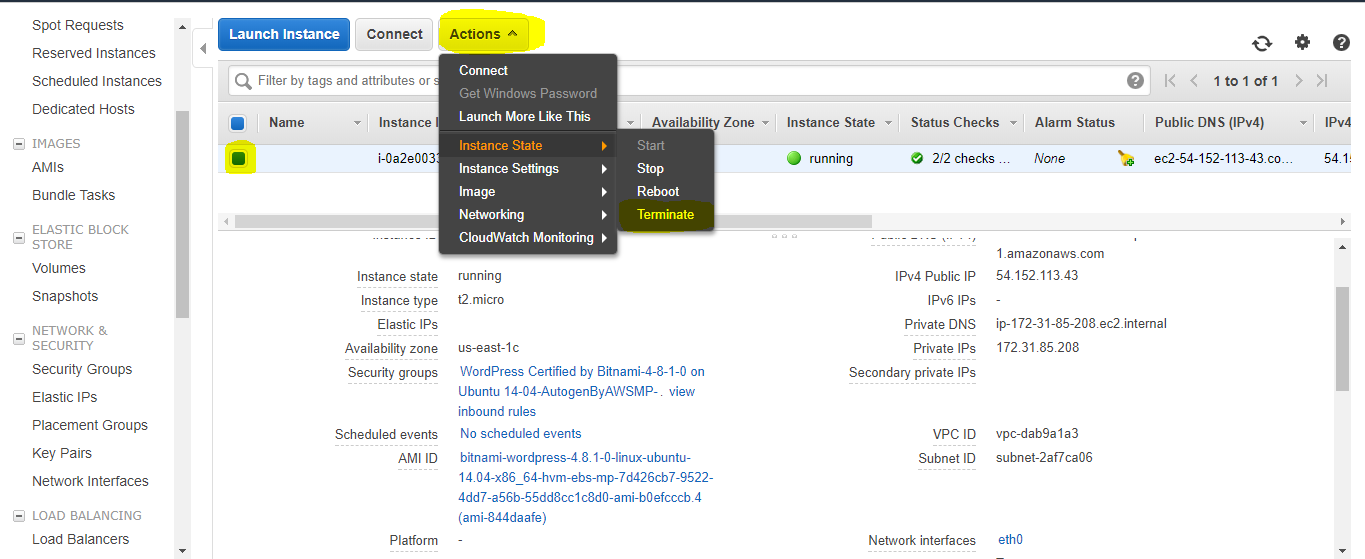 Spot Requests
Reserved Instances
Scheduled Instances
Dedicated Hosts
IMAGES
AMIs
Bundle Tasks
ELASTIC BLOCK
STORE
Volumes
Snapshots
NETWORK &
SECURITY
Security Groups
Elastic IPs
Placement Groups
Key Pairs
Network Interfaces
LOAD BALANCING
Load Balancers
Launch Instance Connect Actions
Connect
Get Windows Password
Launch More Like This
Instance State
Instance Settings
Image
Networking
CloudWatch Monitoring
Start
Stop
Reboot
Terminate
Filter by tags and attributes or s
1 to 1 of 1
Name Instance I Availability Zone Instance State Status Checks Alarm Status Public DNS (IPv4) IPv4
i-0a2e0033 running 2/2 checks ... None ec2-54-152-113-43.co... 54.15
Instance state running
Instance type t2.micro
Elastic IPs
Availability zone us-east-1c
Security groups WordPress Certified by Bitnami-4-8-1-0 on
Ubuntu 14-04-AutogenByAWSMP-. view
inbound rules
Scheduled events No scheduled events
AMI ID bitnami-wordpress-4.8.1-0-linux-ubuntu-
14.04-x86_64-hvm-ebs-mp-7d426cb7-9522-
4dd7-a56b-55dd8cc1c8d0-ami-b0efcccb.4
(ami-844daafe)
Platform -
Public DNS (IPv4)
1.amazonaws.com
IPv4 Public IP 54.152.113.43
IPv6 IPs -
Private DNS ip-172-31-85-208.ec2.internal
Private IPs 172.31.85.208
Secondary private IPs
VPC ID vpc-dab9a1a3
Subnet ID subnet-2af7ca06
Network interfaces eth0